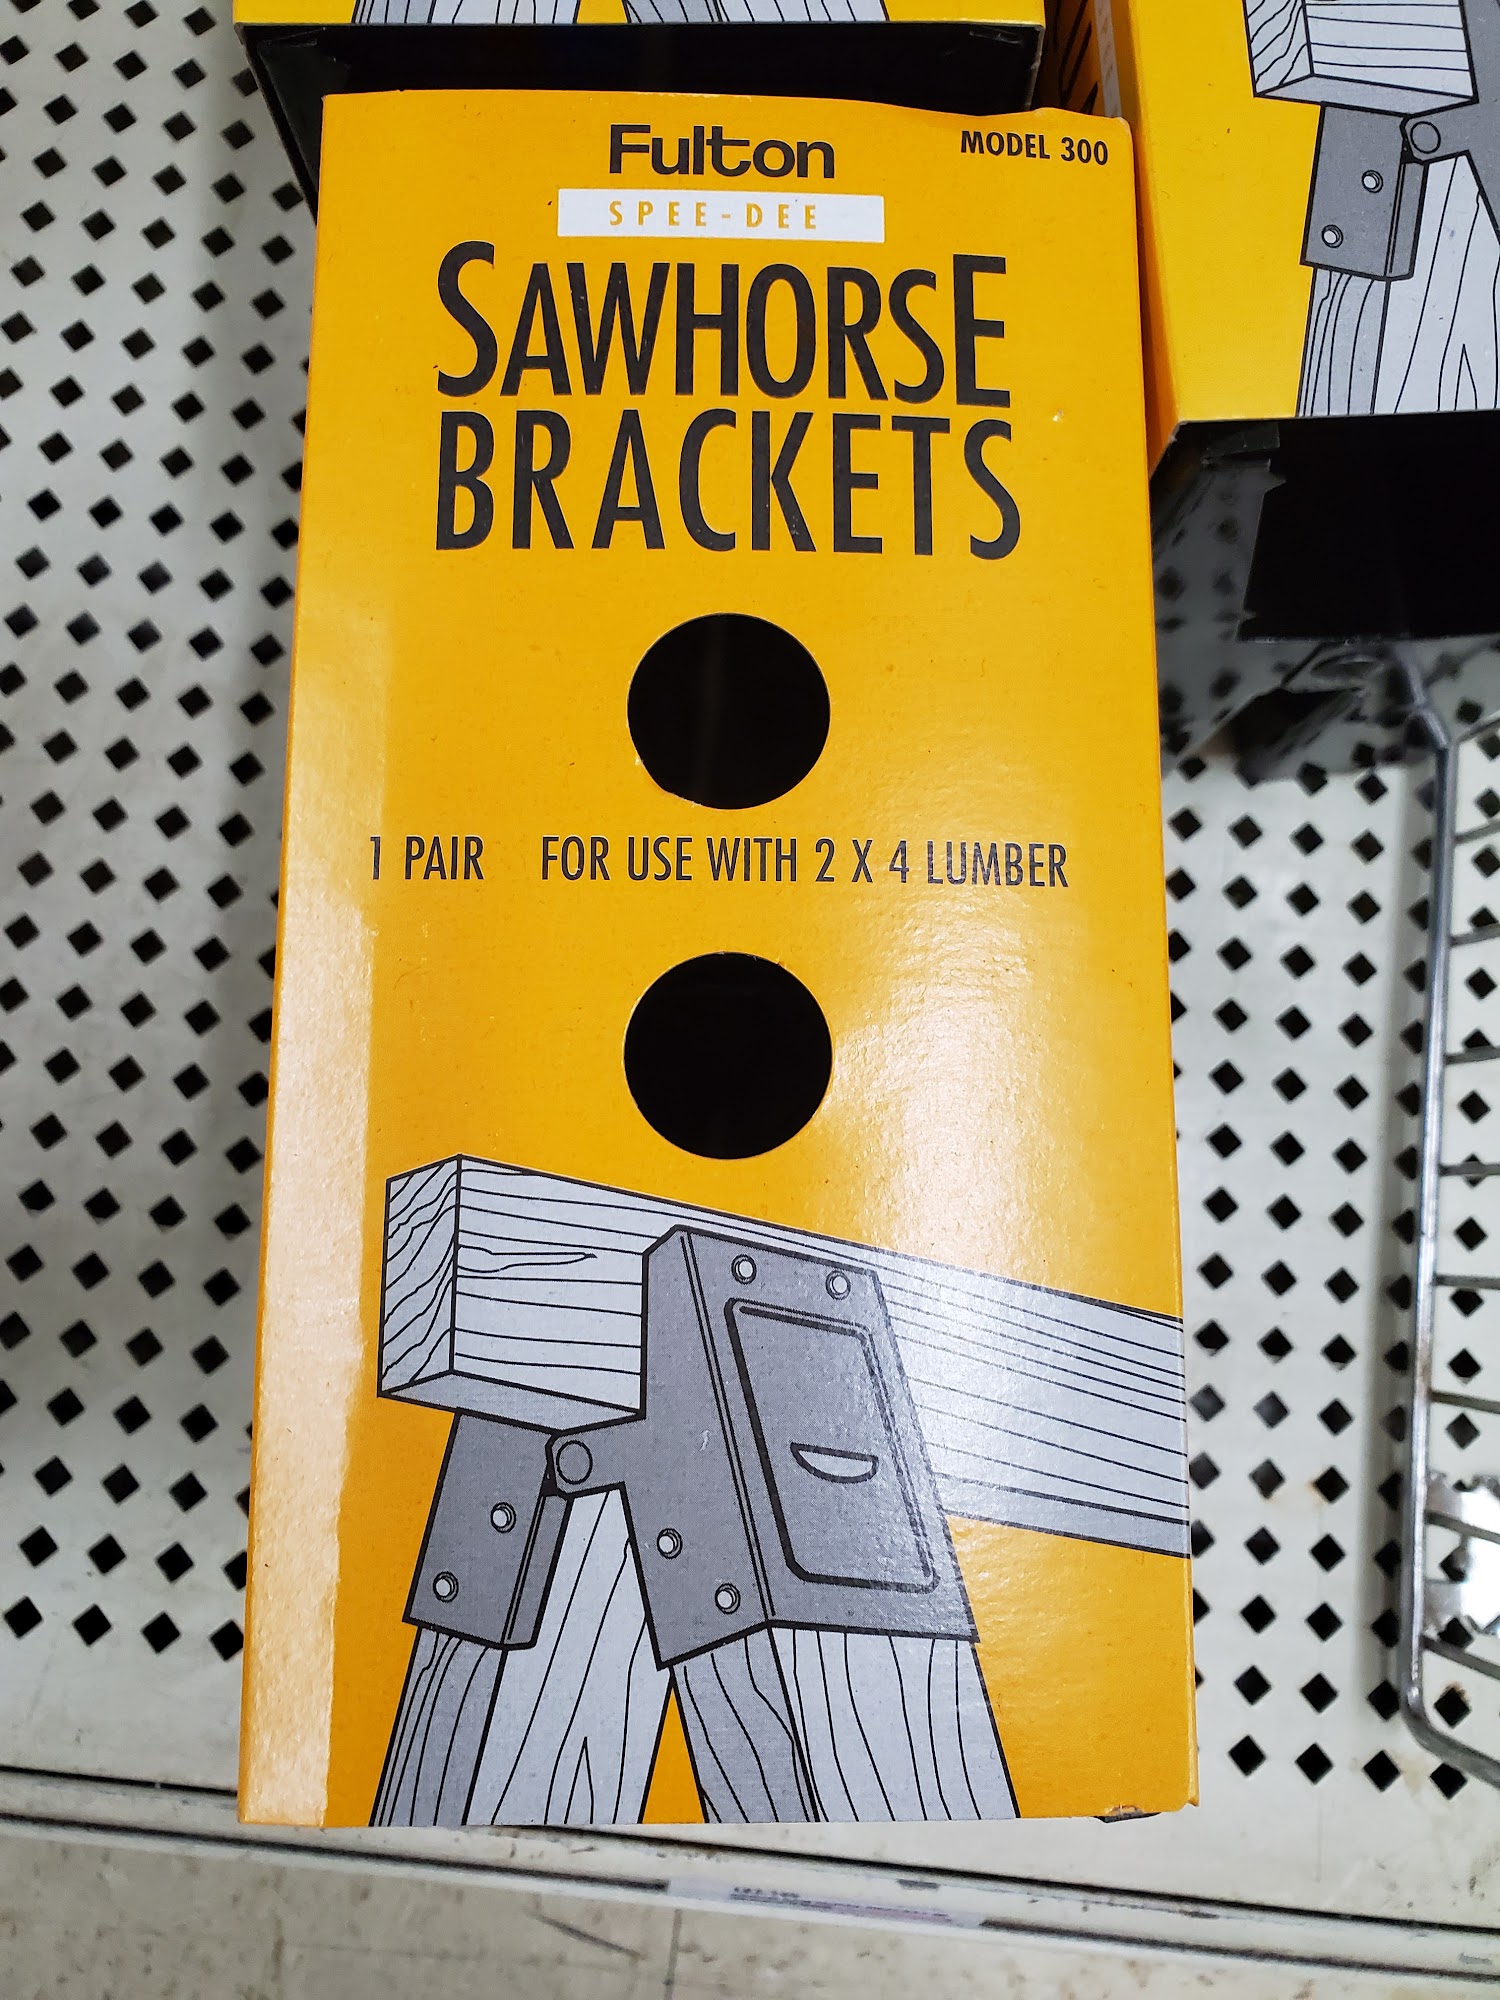 Fulton
MODEL 300
SPEE-DEE
SAWHORSE
BRACKETS
1 PAIR FOR USE WITH 2 X 4 LUMBER